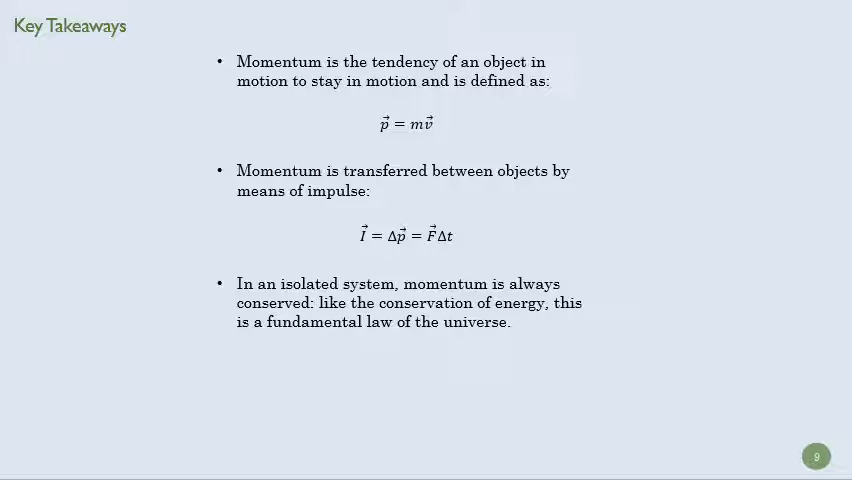 Key Takeaways
• Momentum is the tendency of an object in
motion to stay in motion and is defined as:
p⃗ = mv⃗
• Momentum is transferred between objects by
means of impulse:
I⃗ = Δp⃗ = F⃗Δt
• In an isolated system, momentum is always
conserved: like the conservation of energy, this
is a fundamental law of the universe.
9